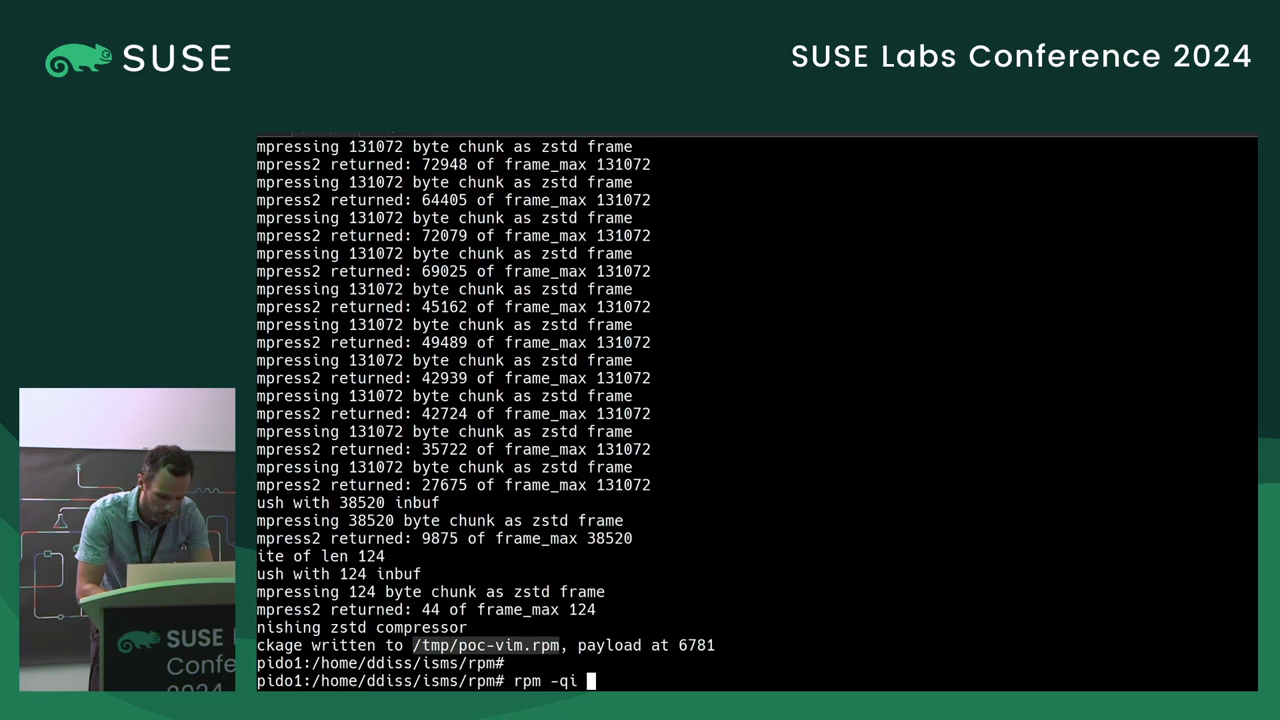 SUSE
SUSE Labs Conference 2024
mpressing 131072 byte chunk as zstd frame
mpress2 returned: 72948 of frame_max 131072
mpressing 131072 byte chunk as zstd frame
mpress2 returned: 64405 of frame_max 131072
mpressing 131072 byte chunk as zstd frame
mpress2 returned: 72079 of frame_max 131072
mpressing 131072 byte chunk as zstd frame
mpress2 returned: 69025 of frame_max 131072
mpressing 131072 byte chunk as zstd frame
mpress2 returned: 45162 of frame_max 131072
mpressing 131072 byte chunk as zstd frame
mpress2 returned: 49489 of frame_max 131072
mpressing 131072 byte chunk as zstd frame
mpress2 returned: 42939 of frame_max 131072
mpressing 131072 byte chunk as zstd frame
mpress2 returned: 42724 of frame_max 131072
mpressing 131072 byte chunk as zstd frame
mpress2 returned: 35722 of frame_max 131072
mpressing 131072 byte chunk as zstd frame
mpress2 returned: 27675 of frame_max 131072
ush with 38520 inbuf
mpressing 38520 byte chunk as zstd frame
mpress2 returned: 9875 of frame_max 38520
ite of len 124
ush with 124 inbuf
mpressing 124 byte chunk as zstd frame
mpress2 returned: 44 of frame_max 124
nishing zstd compressor
ckage written to /tmp/poc-vim.rpm, payload at 6781
pido1:/home/ddiss/isms/rpm#
pido1:/home/ddiss/isms/rpm# rpm -qi
SUSE
Confe
2024